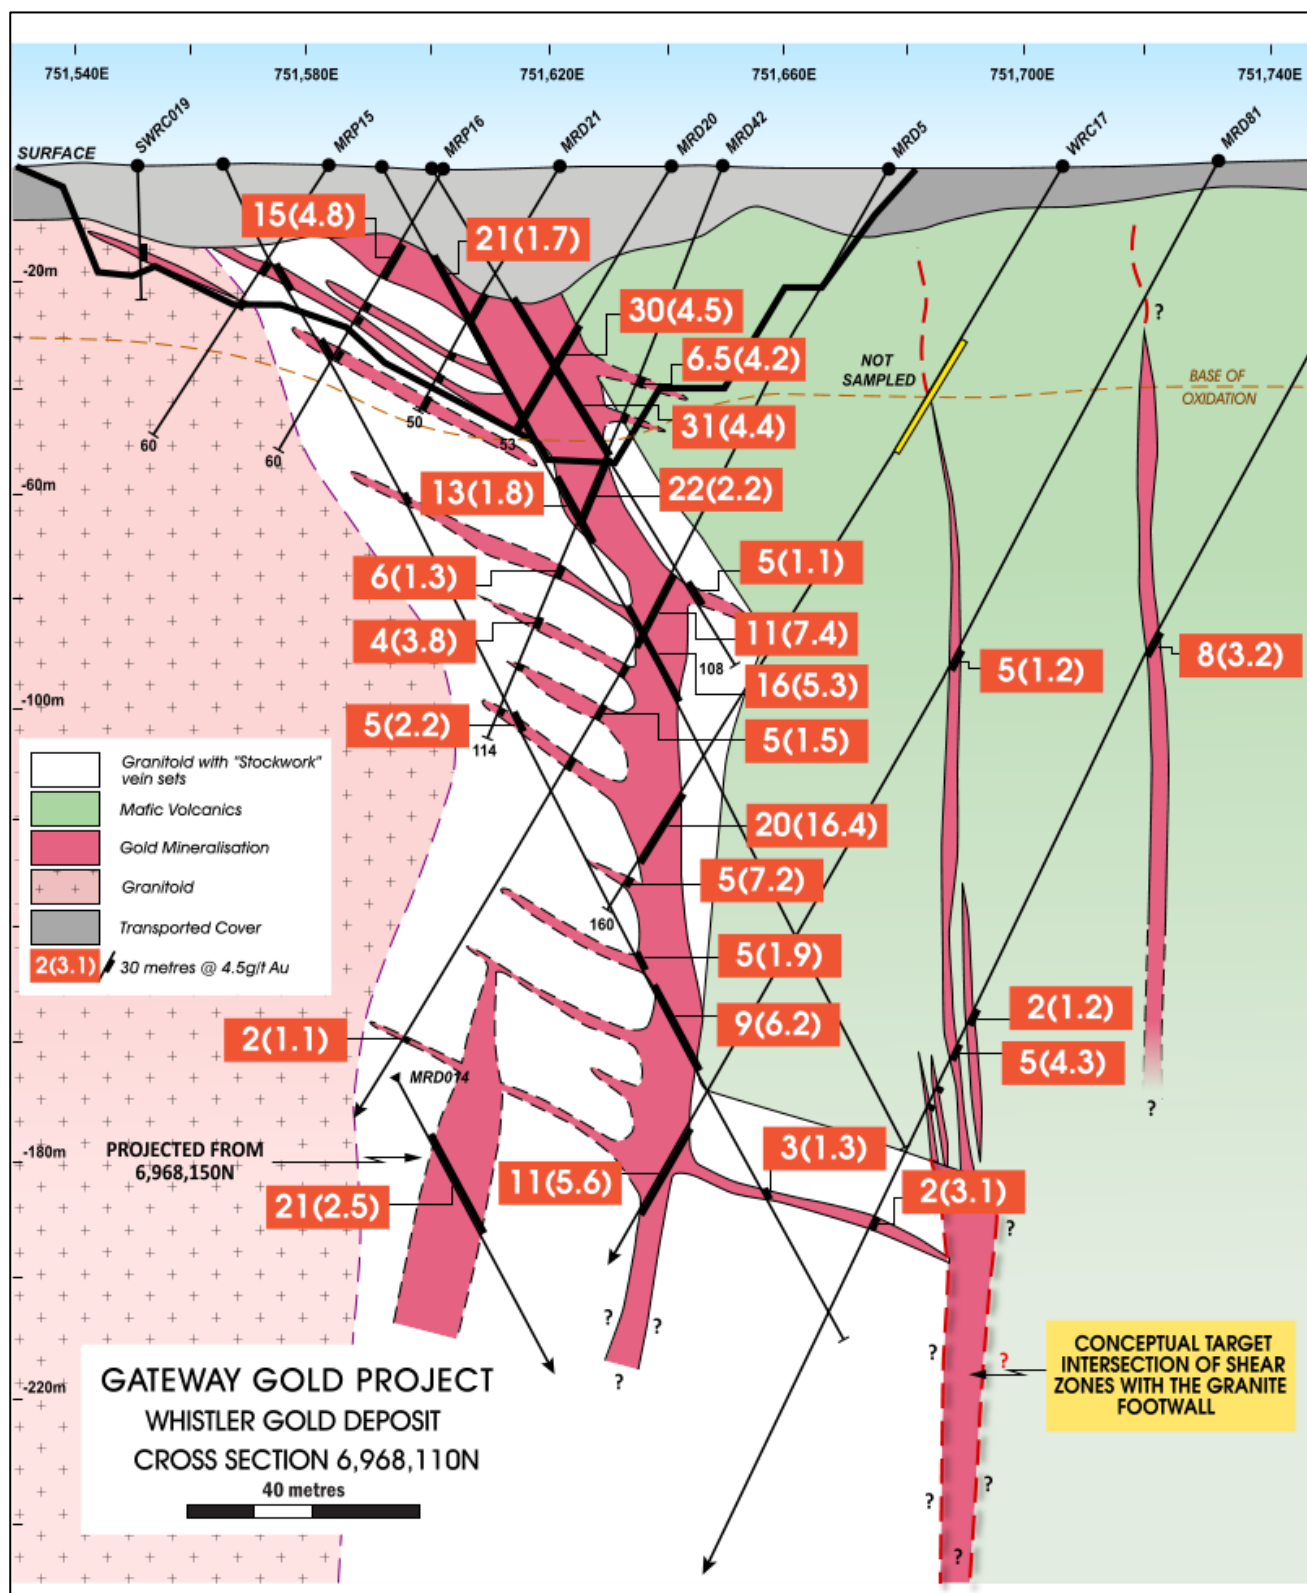 751,540E
751,580E
751,620E
751,660E
751,700E
751,740E
SWRC019
MRP15
MRP16
MRD21
MRD20
MRD42
MRD5
WRC17
MRD81
SURFACE
15(4.8)
21(1.7)
-20m
30(4.5)
?
6.5(4.2)
NOT
SAMPLED
BASE OF
OXIDATION
50
31(4.4)
60
60
53
-60m
13(1.8)
22(2.2)
5(1.1)
6(1.3)
4(3.8)
11(7.4)
8(3.2)
108
5(1.2)
16(5.3)
-100m
5(2.2)
114
5(1.5)
Granitoid with "Stockwork"
vein sets
Mafic Volcanics
Gold Mineralisation
Granitoid
Transported Cover
2(3.1)
30 metres @ 4.5g/t Au
20(16.4)
5(7.2)
160
5(1.9)
9(6.2)
2(1.2)
2(1.1)
5(4.3)
MRD014
?
PROJECTED FROM
6,968,150N
-180m
3(1.3)
11(5.6)
21(2.5)
2(3.1)
?
?
?
?
?
?
CONCEPTUAL TARGET
INTERSECTION OF SHEAR
ZONES WITH THE GRANITE
FOOTWALL
-220m
GATEWAY GOLD PROJECT
WHISTLER GOLD DEPOSIT
CROSS SECTION 6,968,110N
40 metres
?
?
?